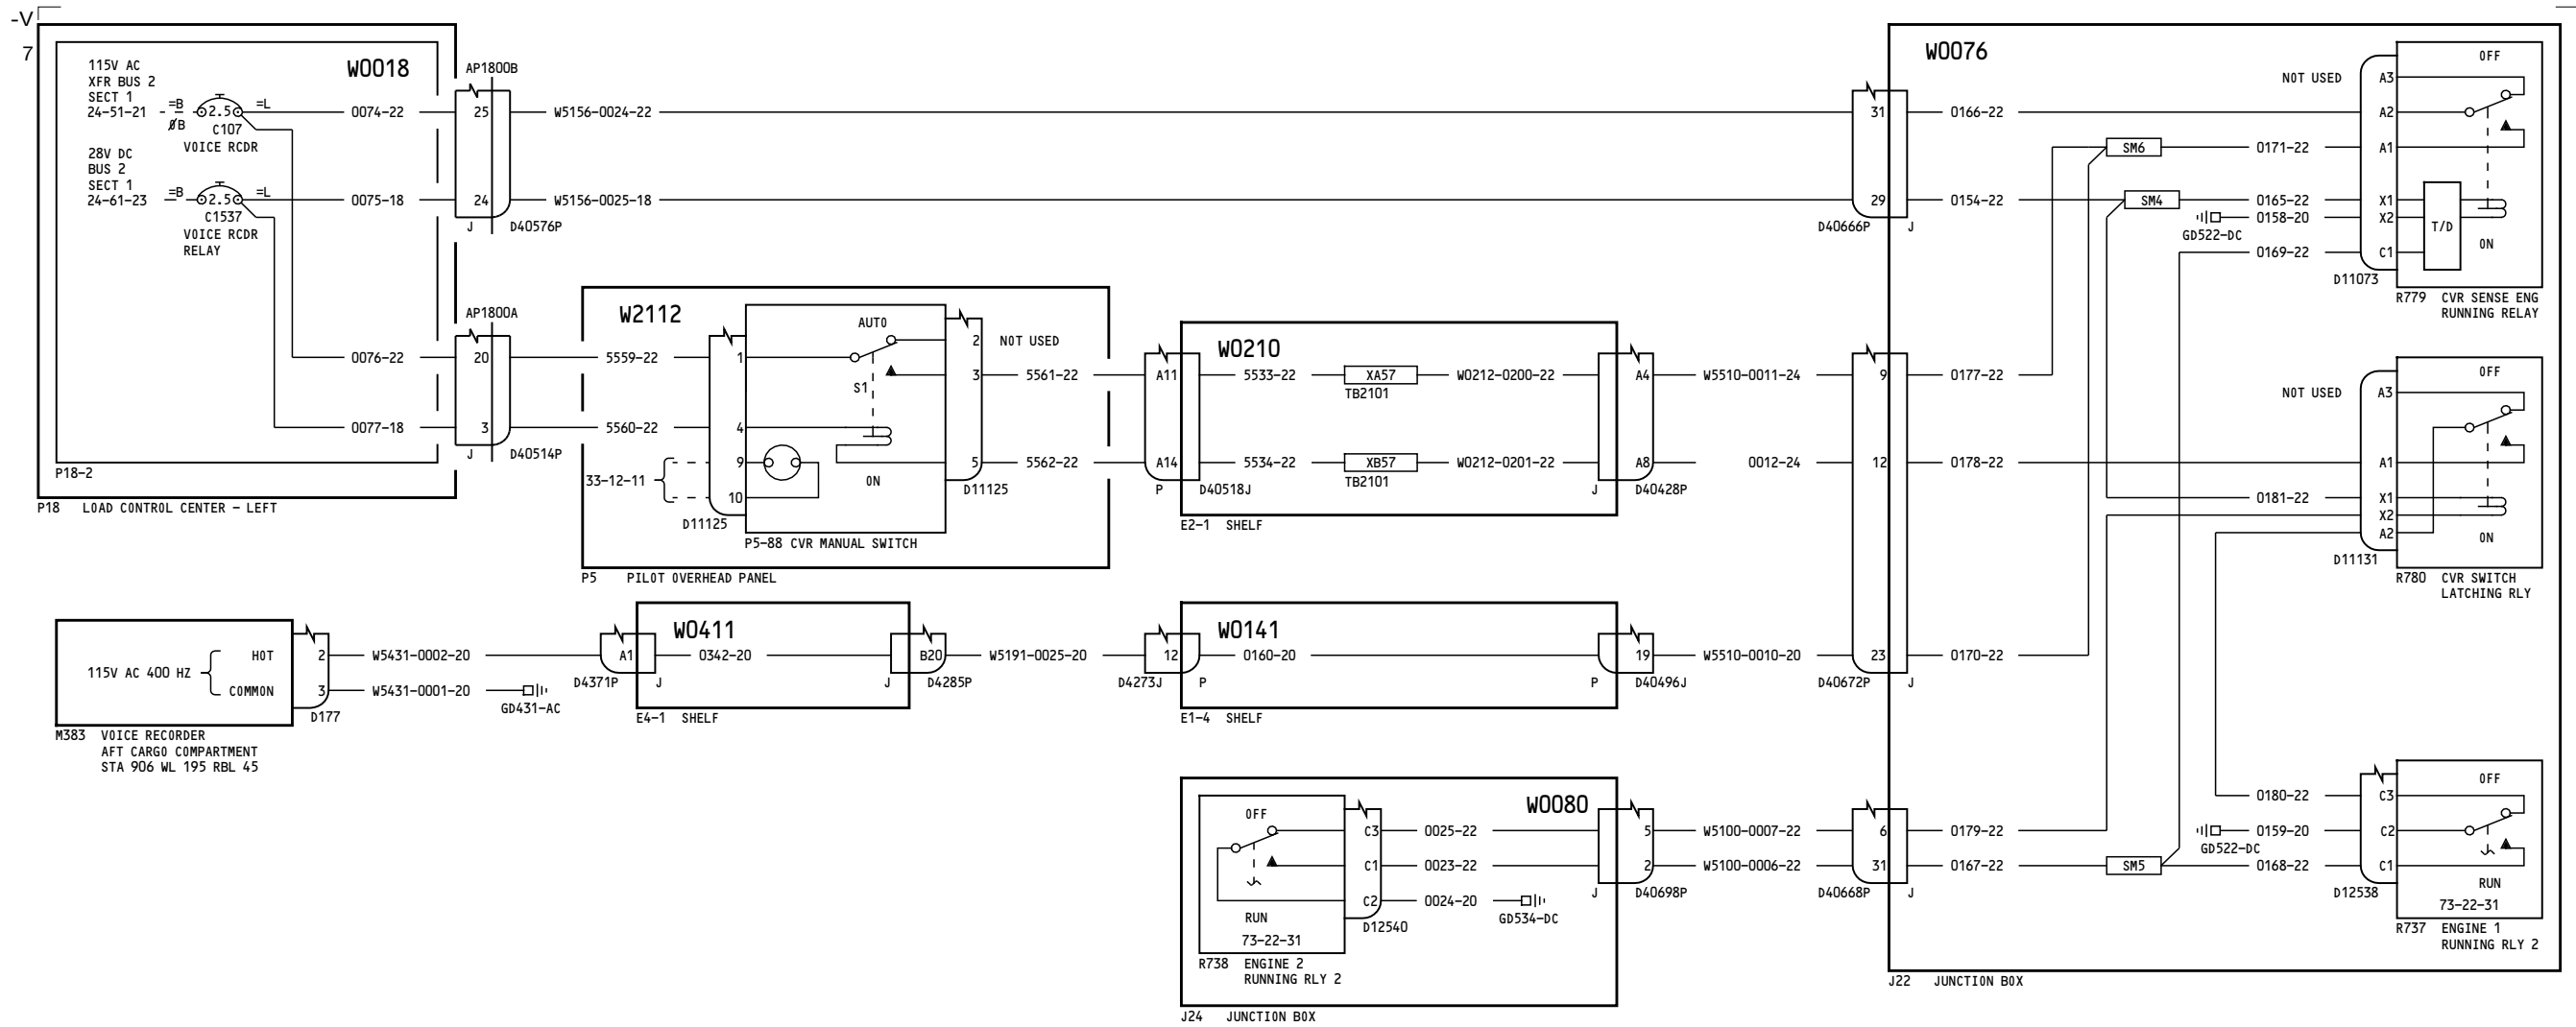 -V
7
W0018
115V AC
XFR BUS 2
SECT 1
24-51-21
=B
ØB
2.5
=L
C107
VOICE RCDR
0074-22
28V DC
BUS 2
SECT 1
24-61-23
=B
2.5
=L
C1537
VOICE RCDR
RELAY
0075-18
0076-22
0077-18
P18-2
P18 LOAD CONTROL CENTER - LEFT
AP1800B
25
24
J D40576P
W5156-0024-22
W5156-0025-18
AP1800A
20
3
J D40514P
W2112
5559-22
5560-22
33-12-11
1
4
9
10
D11125
AUTO
S1
ON
2
3
5
D11125
NOT USED
5561-22
5562-22
P5-88 CVR MANUAL SWITCH
P5 PILOT OVERHEAD PANEL
W0210
A11
A14
P D40518J
5533-22
XA57
TB2101
W0212-0200-22
5534-22
XB57
TB2101
W0212-0201-22
A4
A8
J D40428P
E2-1 SHELF
W5510-0011-24
0012-24
115V AC 400 HZ
HOT
COMMON
2
3
D177
W5431-0002-20
W5431-0001-20
GD431-AC
M383 VOICE RECORDER
AFT CARGO COMPARTMENT
STA 906 WL 195 RBL 45
W0411
A1
D4371P J
0342-20
B20
J D4285P
E4-1 SHELF
W5191-0025-20
W0141
12
D4273J P
0160-20
19
P D40496J
E1-4 SHELF
W5510-0010-20
W0080
OFF
RUN
73-22-31
R738 ENGINE 2
RUNNING RLY 2
C3
C1
C2
D12540
0025-22
0023-22
0024-20
GD534-DC
5
2
J D40698P
J24 JUNCTION BOX
W5100-0007-22
W5100-0006-22
W0076
31
29
D40666P J
0166-22
0154-22
9
12
23
D40672P J
0177-22
0178-22
0170-22
6
31
D40668P J
0179-22
0167-22
SM6
SM4
SM5
NOT USED
0171-22
0165-22
0158-20
GD522-DC
0169-22
A3
A2
A1
X1
X2
C1
D11073
OFF
T/D
ON
R779 CVR SENSE ENG
RUNNING RELAY
NOT USED
0181-22
A3
A1
X1
X2
A2
D11131
OFF
ON
R780 CVR SWITCH
LATCHING RLY
0180-22
0159-20
GD522-DC
0168-22
C3
C2
C1
D12538
OFF
RUN
73-22-31
R737 ENGINE 1
RUNNING RLY 2
J22 JUNCTION BOX